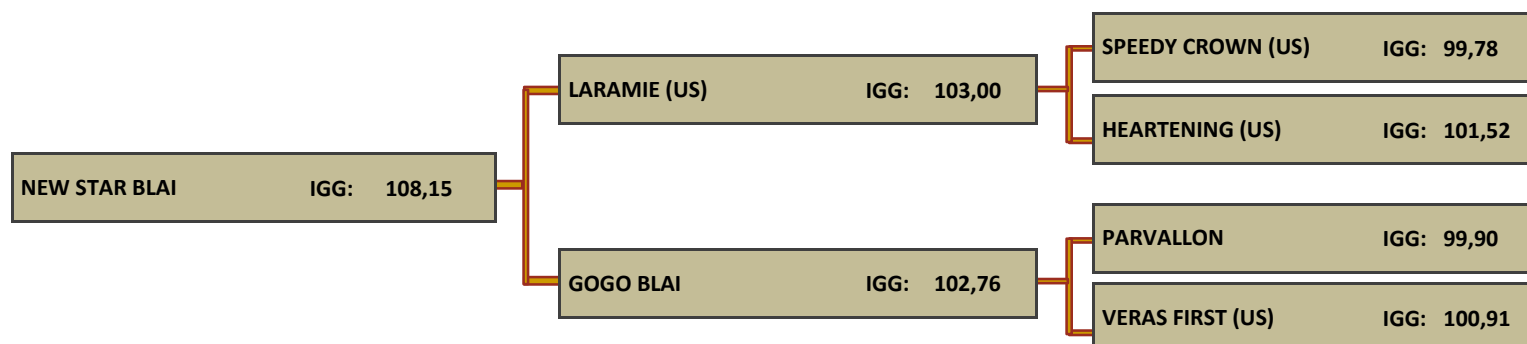 SPEEDY CROWN (US) IGG: 99,78
LARAMIE (US) IGG: 103,00
HEARTENING (US) IGG: 101,52
NEW STAR BLAI IGG: 108,15
PARVALLON IGG: 99,90
GOGO BLAI IGG: 102,76
VERAS FIRST (US) IGG: 100,91